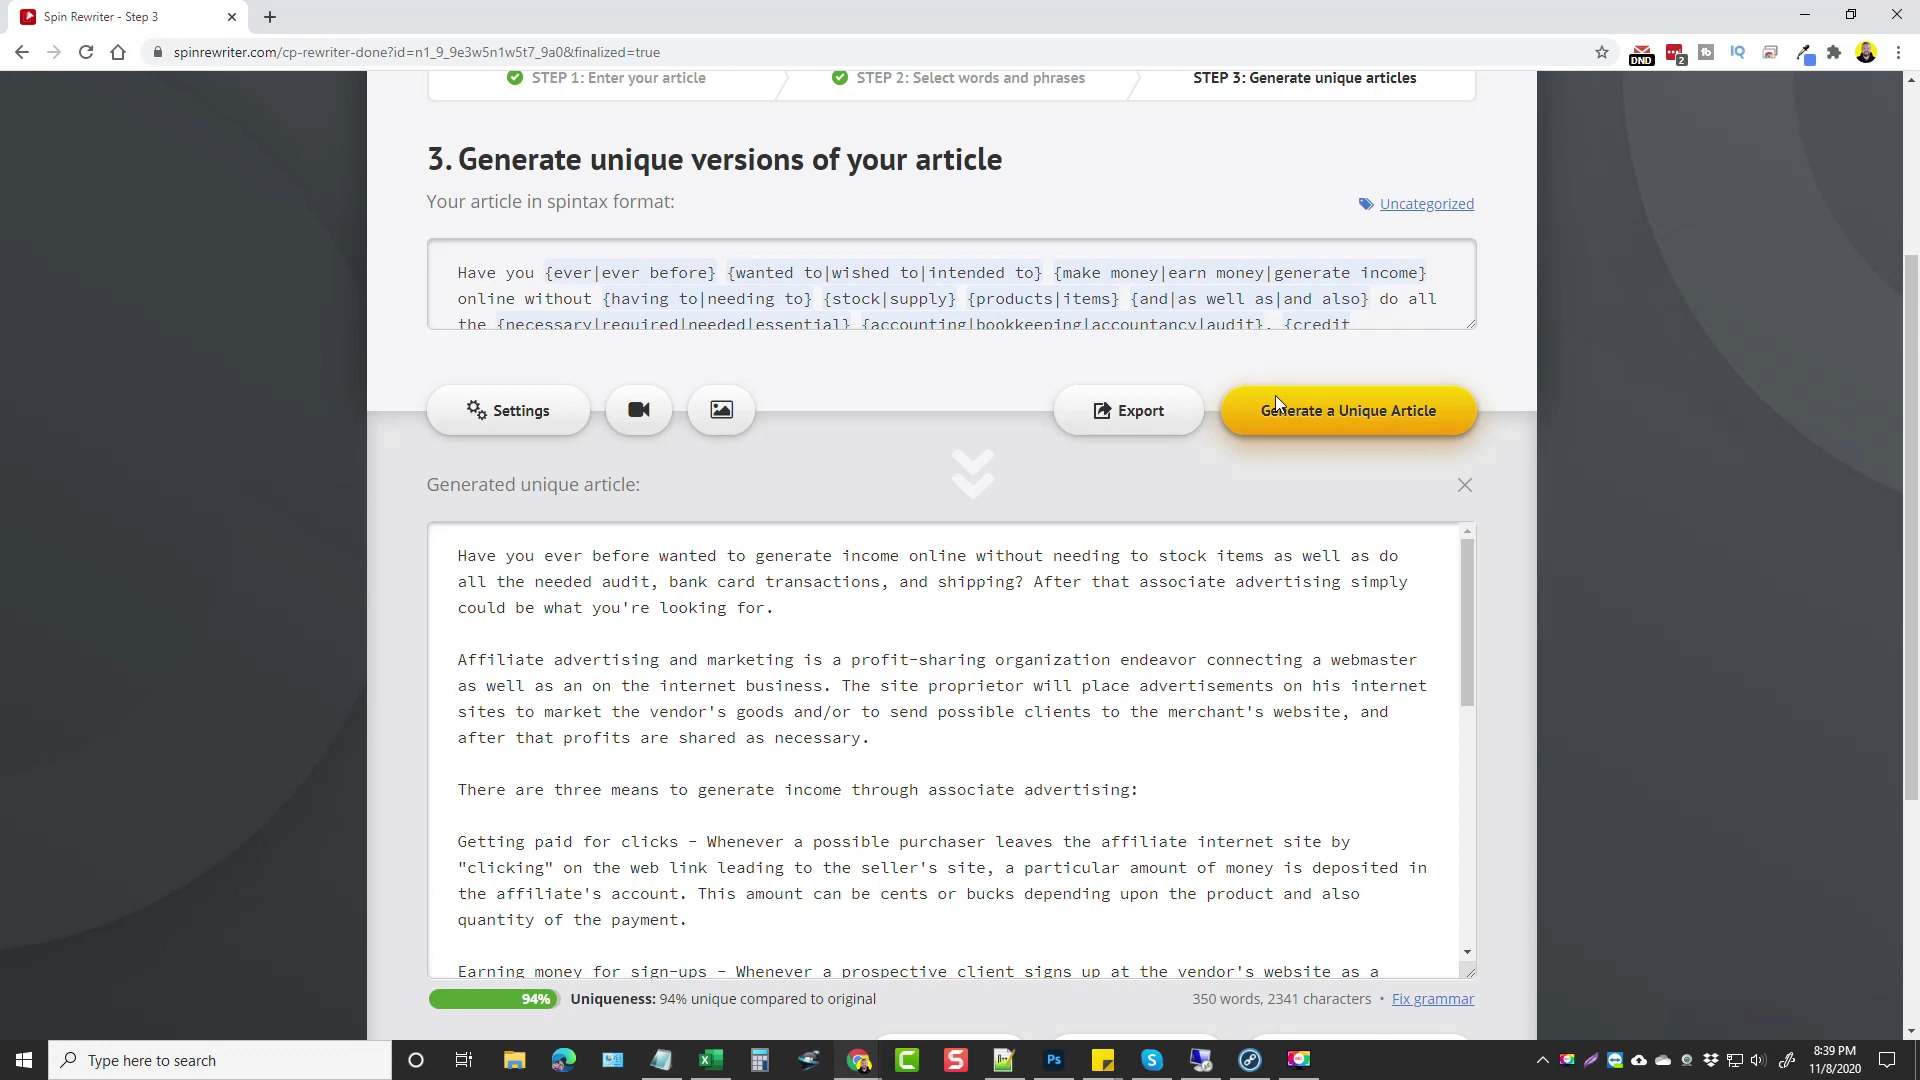 Spin Rewriter - Step 3
spinrewriter.com/cp-rewriter-done?id=n1_9_9e3w5n1w5t7_9a0&finalized=true
DND
2
STEP 1: Enter your article
STEP 2: Select words and phrases
STEP 3: Generate unique articles
3. Generate unique versions of your article
Your article in spintax format:
Uncategorized
Have you {ever|ever before} {wanted to|wished to|intended to} {make money|earn money|generate income}
online without {having to|needing to} {stock|supply} {products|items} {and|as well as|and also} do all
the {necessary|required|needed|essential} {accounting|bookkeeping|accountancy|audit}, {credit
Settings
Export
Generate a Unique Article
Generated unique article:
Have you ever before wanted to generate income online without needing to stock items as well as do
all the needed audit, bank card transactions, and shipping? After that associate advertising simply
could be what you're looking for.
Affiliate advertising and marketing is a profit-sharing organization endeavor connecting a webmaster
as well as an on the internet business. The site proprietor will place advertisements on his internet
sites to market the vendor's goods and/or to send possible clients to the merchant's website, and
after that profits are shared as necessary.
There are three means to generate income through associate advertising:
Getting paid for clicks - Whenever a possible purchaser leaves the affiliate internet site by
"clicking" on the web link leading to the seller's site, a particular amount of money is deposited in
the affiliate's account. This amount can be cents or bucks depending upon the product and also
quantity of the payment.
Earning money for sign-ups - Whenever a prospective client signs up at the vendor's website as a
94%
Uniqueness: 94% unique compared to original
350 words, 2341 characters • Fix grammar
Type here to search
Ps
8:39 PM
11/8/2020